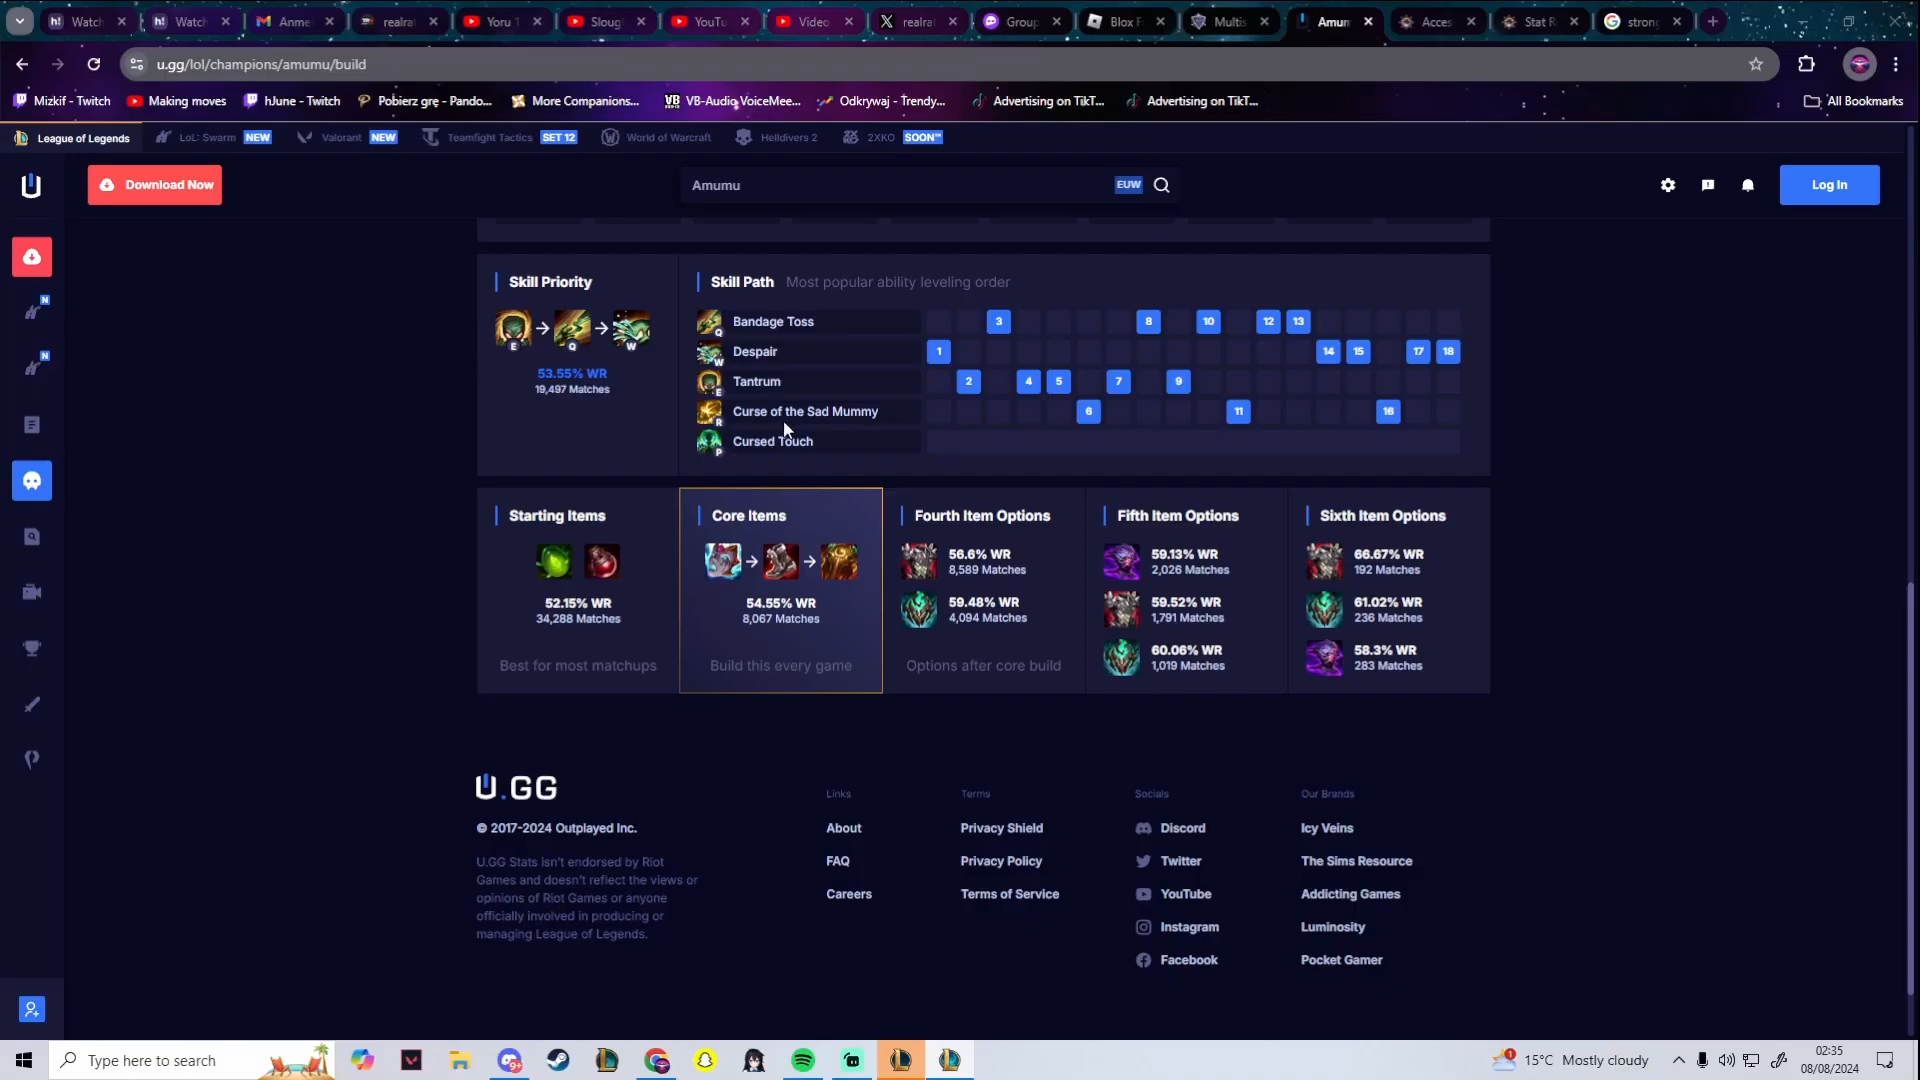 Watch
Watch
Anme
realra
Yoru T
Sloug
YouTu
Video
realra
Group
Blox F
Multis
Amun
Acces
Stat R
stron
u.gg/lol/champions/amumu/build
Mizkif - Twitch
Making moves
hJune - Twitch
Pobierz grę - Pando...
More Companions...
VB-Audio VoiceMee...
Odkrywaj - Trendy...
Advertising on TikT...
Advertising on TikT...
All Bookmarks
League of Legends
LoL: Swarm NEW
Valorant NEW
Teamfight Tactics SET 12
World of Warcraft
Helldivers 2
2XKO SOON™
Download Now
Amumu
EUW
Log In
Skill Priority
E
Q
W
53.55% WR
19,497 Matches
Skill Path Most popular ability leveling order
Q Bandage Toss 3 8 10 12 13
W Despair 1 14 15 17 18
E Tantrum 2 4 5 7 9
R Curse of the Sad Mummy 6 11 16
P Cursed Touch
Starting Items
52.15% WR
34,288 Matches
Best for most matchups
Core Items
54.55% WR
8,067 Matches
Build this every game
Fourth Item Options
56.6% WR
8,589 Matches
59.48% WR
4,094 Matches
Options after core build
Fifth Item Options
59.13% WR
2,026 Matches
59.52% WR
1,791 Matches
60.06% WR
1,019 Matches
Sixth Item Options
66.67% WR
192 Matches
61.02% WR
236 Matches
58.3% WR
283 Matches
U.GG
© 2017-2024 Outplayed Inc.
U.GG Stats isn't endorsed by Riot
Games and doesn't reflect the views or
opinions of Riot Games or anyone
officially involved in producing or
managing League of Legends.
Links
About
FAQ
Careers
Terms
Privacy Shield
Privacy Policy
Terms of Service
Socials
Discord
Twitter
YouTube
Instagram
Facebook
Our Brands
Icy Veins
The Sims Resource
Addicting Games
Luminosity
Pocket Gamer
Type here to search
15°C Mostly cloudy
02:35
08/08/2024